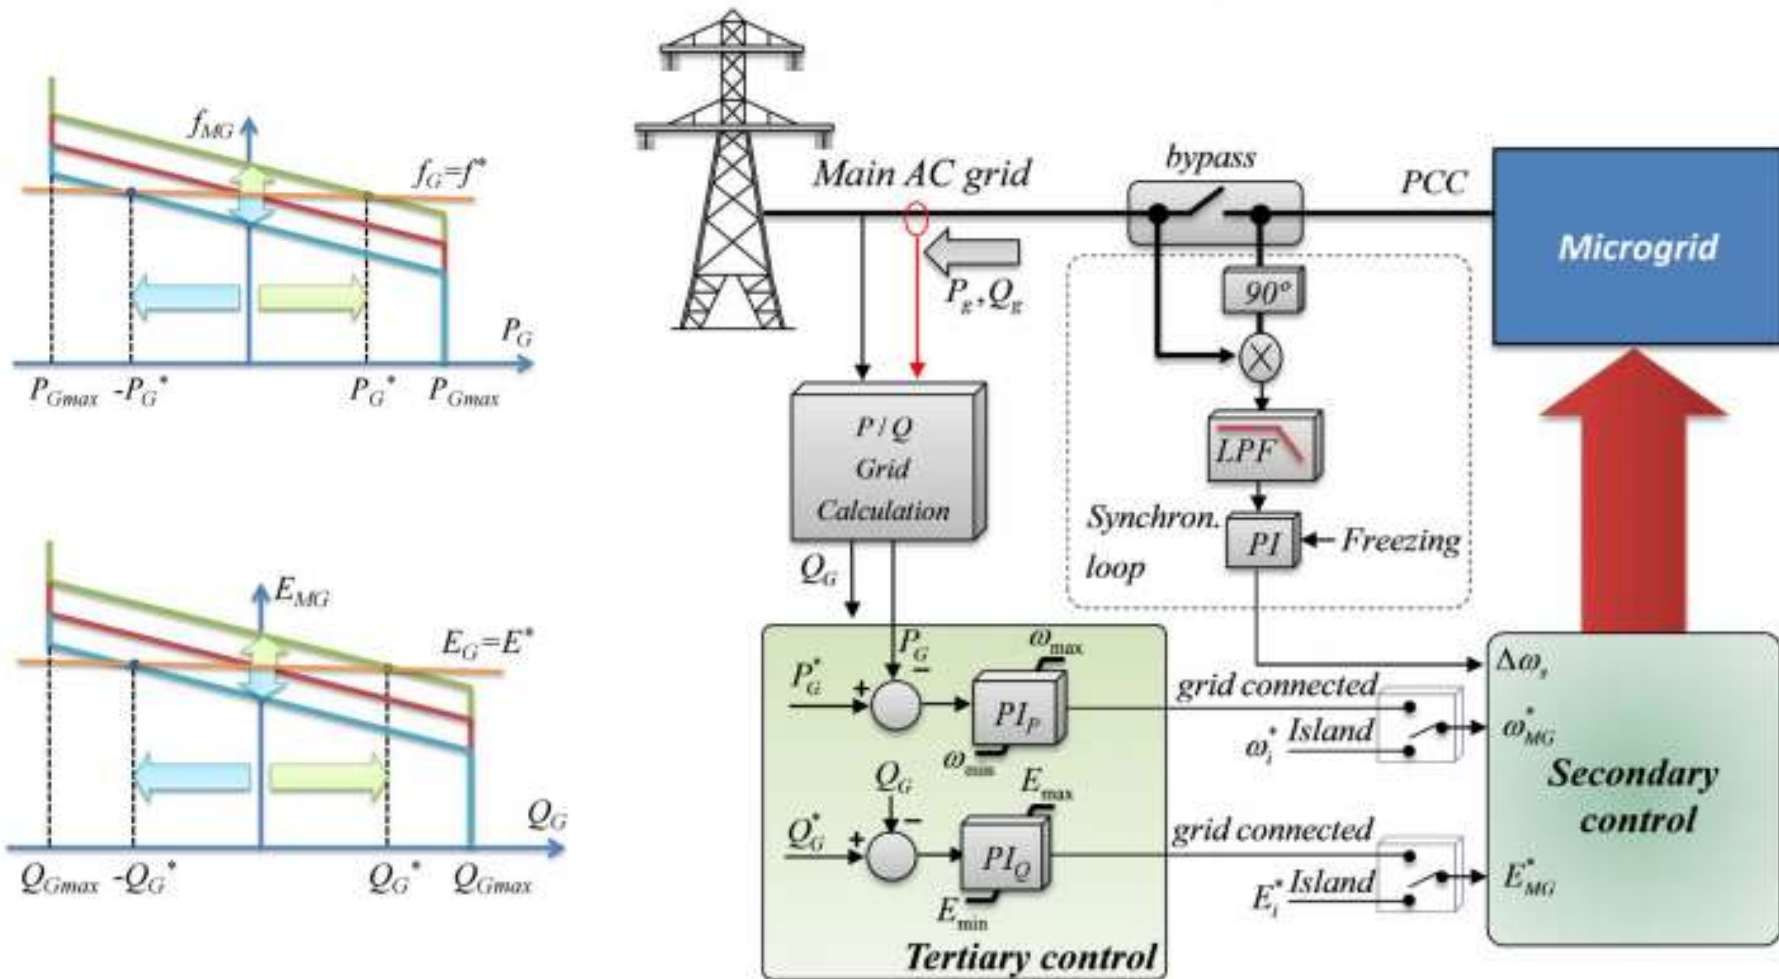 f_MG
f_G=f*
P_G
P_Gmax -P_G* P_G* P_Gmax
E_MG
E_G=E*
Q_G
Q_Gmax -Q_G* Q_G* Q_Gmax
Main AC grid
bypass
PCC
Microgrid
P_g,Q_g
90º
P / Q
Grid
Calculation
LPF
Synchron.
loop
PI
Freezing
Q_G
P_G
P_G*
+
−
ω_max
PI_P
ω_min
grid connected
ω_i* Island
Δω_s
ω_MG*
Q_G
Q_G*
+
−
E_max
PI_Q
E_min
grid connected
E_i* Island
E_MG*
Secondary
control
Tertiary control